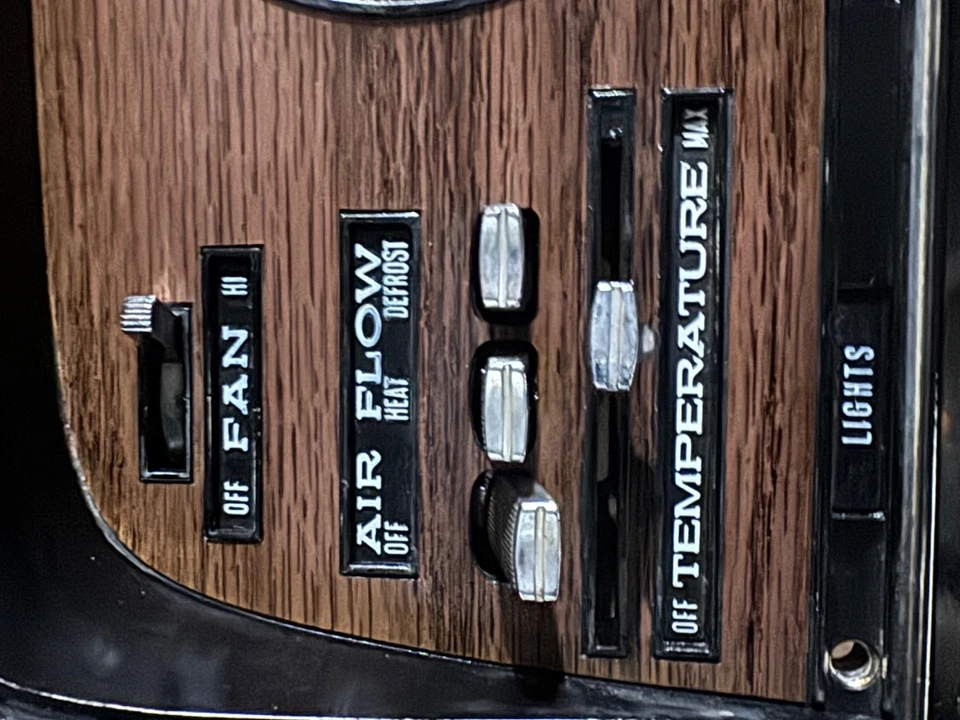 OFF FAN HI
AIR FLOW
OFF HEAT DEFROST
OFF TEMPERATURE MAX
LIGHTS